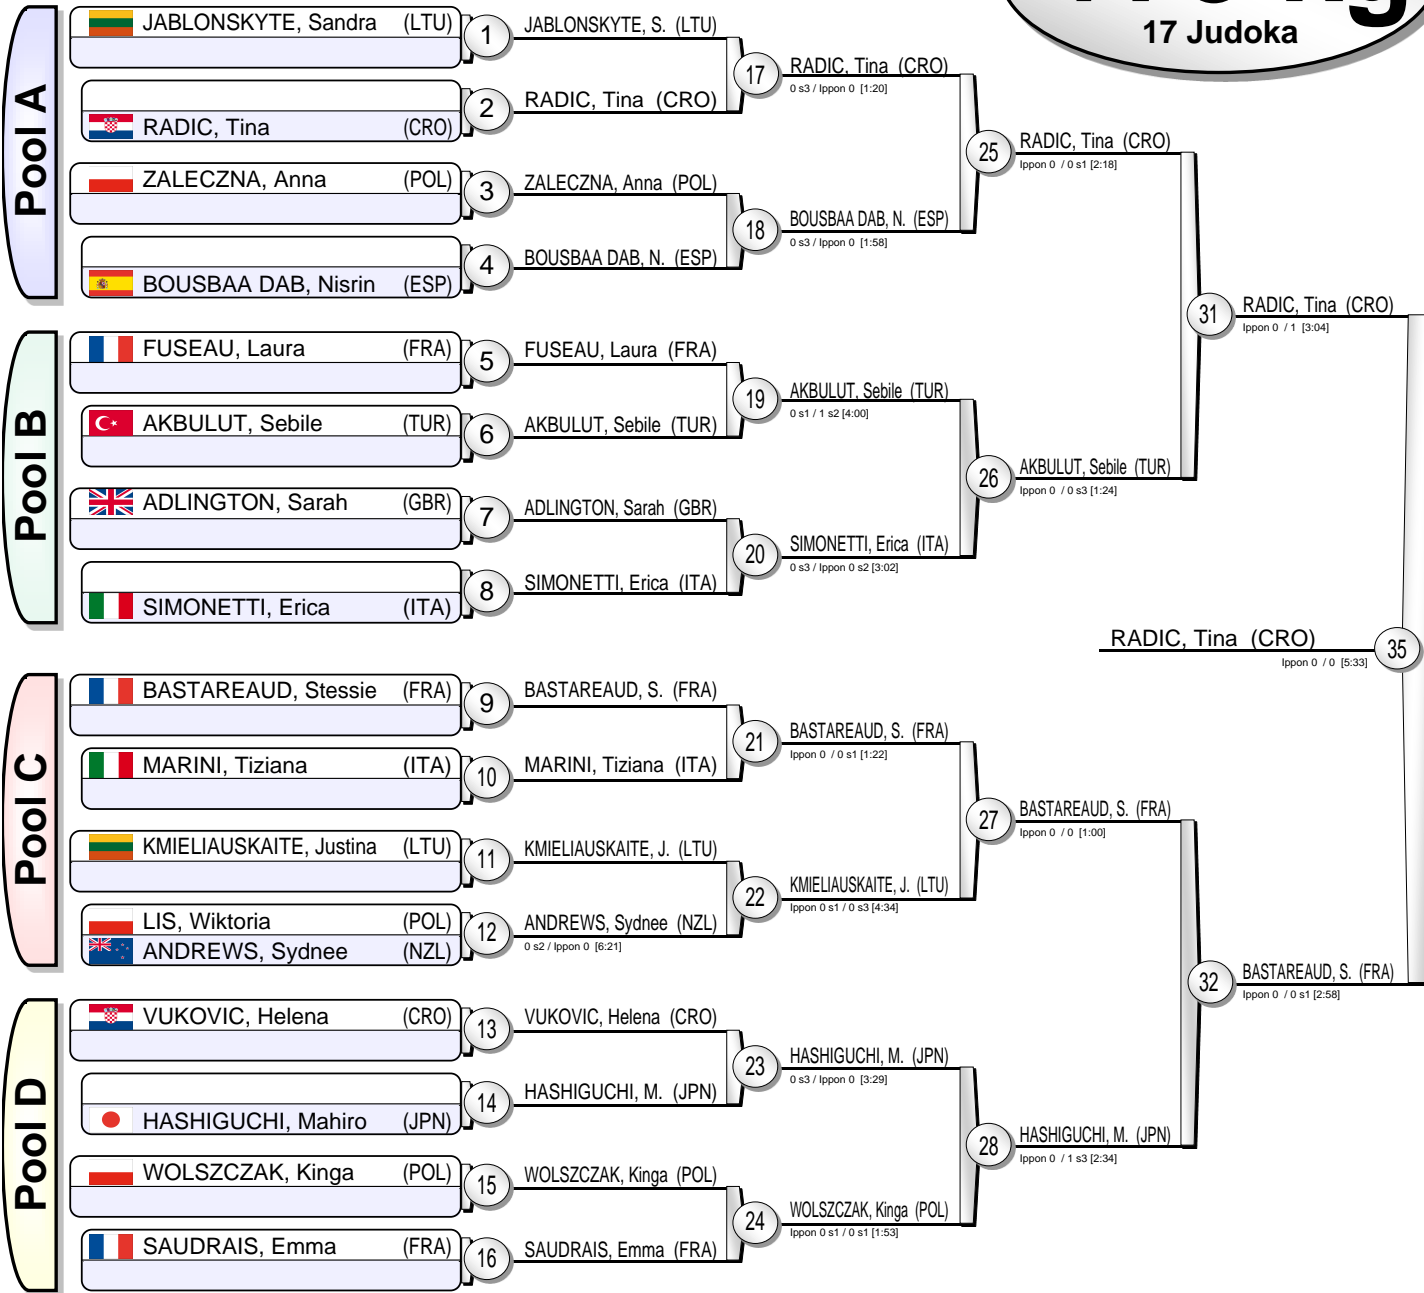 17 Judoka
Pool A
JABLONSKYTE, Sandra (LTU)
1
JABLONSKYTE, S. (LTU)
17
RADIC, Tina (CRO)
0 s3 / Ippon 0 [1:20]
2
RADIC, Tina (CRO)
RADIC, Tina (CRO)
25
RADIC, Tina (CRO)
Ippon 0 / 0 s1 [2:18]
ZALECZNA, Anna (POL)
3
ZALECZNA, Anna (POL)
18
BOUSBAA DAB, N. (ESP)
0 s3 / Ippon 0 [1:58]
4
BOUSBAA DAB, N. (ESP)
BOUSBAA DAB, Nisrin (ESP)
31
RADIC, Tina (CRO)
Ippon 0 / 1 [3:04]
Pool B
FUSEAU, Laura (FRA)
5
FUSEAU, Laura (FRA)
19
AKBULUT, Sebile (TUR)
0 s1 / 1 s2 [4:00]
AKBULUT, Sebile (TUR)
6
AKBULUT, Sebile (TUR)
26
AKBULUT, Sebile (TUR)
Ippon 0 / 0 s3 [1:24]
ADLINGTON, Sarah (GBR)
7
ADLINGTON, Sarah (GBR)
20
SIMONETTI, Erica (ITA)
0 s3 / Ippon 0 s2 [3:02]
8
SIMONETTI, Erica (ITA)
SIMONETTI, Erica (ITA)
RADIC, Tina (CRO)
35
Ippon 0 / 0 [5:33]
Pool C
BASTAREAUD, Stessie (FRA)
9
BASTAREAUD, S. (FRA)
21
BASTAREAUD, S. (FRA)
Ippon 0 / 0 s1 [1:22]
MARINI, Tiziana (ITA)
10
MARINI, Tiziana (ITA)
27
BASTAREAUD, S. (FRA)
Ippon 0 / 0 [1:00]
KMIELIAUSKAITE, Justina (LTU)
11
KMIELIAUSKAITE, J. (LTU)
22
KMIELIAUSKAITE, J. (LTU)
Ippon 0 s1 / 0 s3 [4:34]
LIS, Wiktoria (POL)
ANDREWS, Sydnee (NZL)
12
ANDREWS, Sydnee (NZL)
0 s2 / Ippon 0 [6:21]
32
BASTAREAUD, S. (FRA)
Ippon 0 / 0 s1 [2:58]
Pool D
VUKOVIC, Helena (CRO)
13
VUKOVIC, Helena (CRO)
23
HASHIGUCHI, M. (JPN)
0 s3 / Ippon 0 [3:29]
14
HASHIGUCHI, M. (JPN)
HASHIGUCHI, Mahiro (JPN)
28
HASHIGUCHI, M. (JPN)
Ippon 0 / 1 s3 [2:34]
WOLSZCZAK, Kinga (POL)
15
WOLSZCZAK, Kinga (POL)
24
WOLSZCZAK, Kinga (POL)
Ippon 0 s1 / 0 s1 [1:53]
SAUDRAIS, Emma (FRA)
16
SAUDRAIS, Emma (FRA)